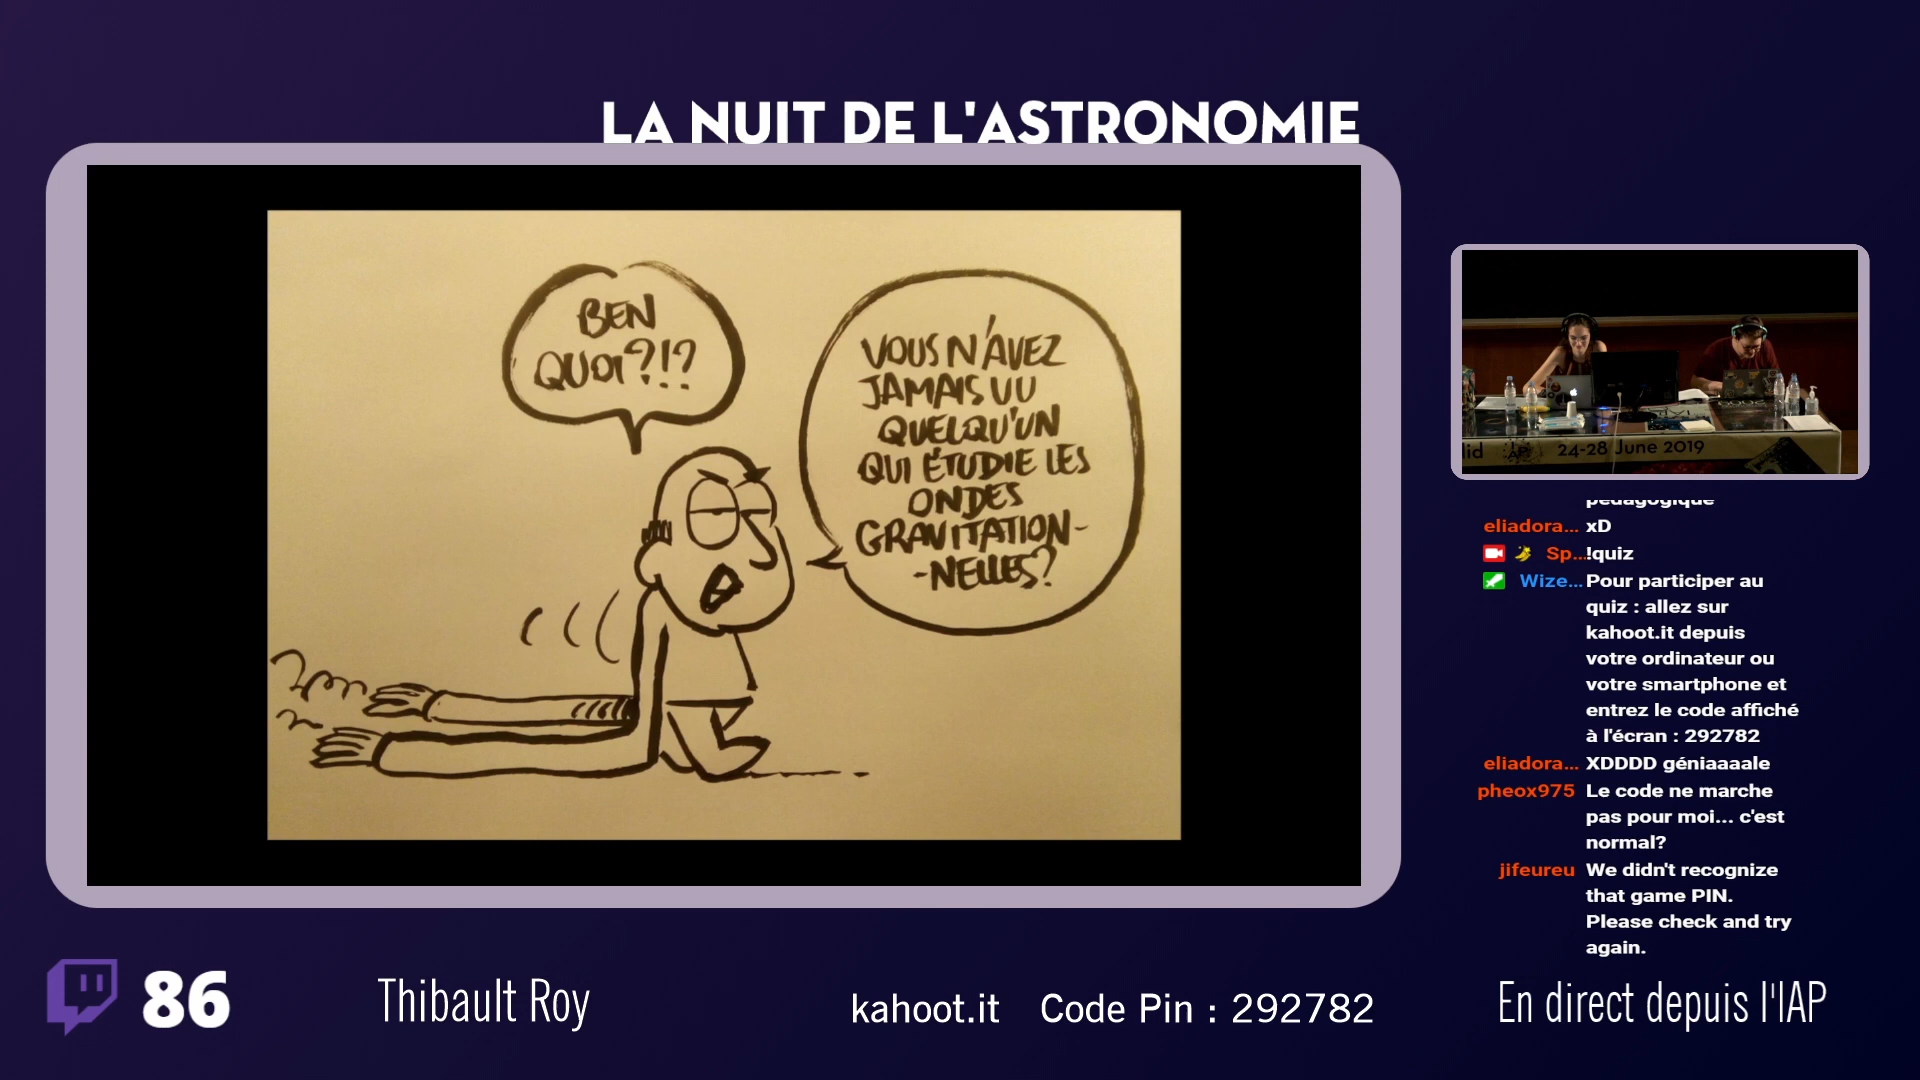 LA NUIT DE L'ASTRONOMIE
BEN
QUOI?!?
VOUS N'AVEZ
JAMAIS VU
QUELQU'UN
QUI ÉTUDIE LES
ONDES
GRAVITATION-
-NELLES?
24-28 June 2019
pédagogique
eliadora... xD
Sp...!quiz
Wize... Pour participer au
quiz : allez sur
kahoot.it depuis
votre ordinateur ou
votre smartphone et
entrez le code affiché
à l'écran : 292782
eliadora... XDDDD géniaaaale
pheox975 Le code ne marche
pas pour moi... c'est
normal?
jifeureu We didn't recognize
that game PIN.
Please check and try
again.
86
Thibault Roy
kahoot.it Code Pin : 292782
En direct depuis l'IAP